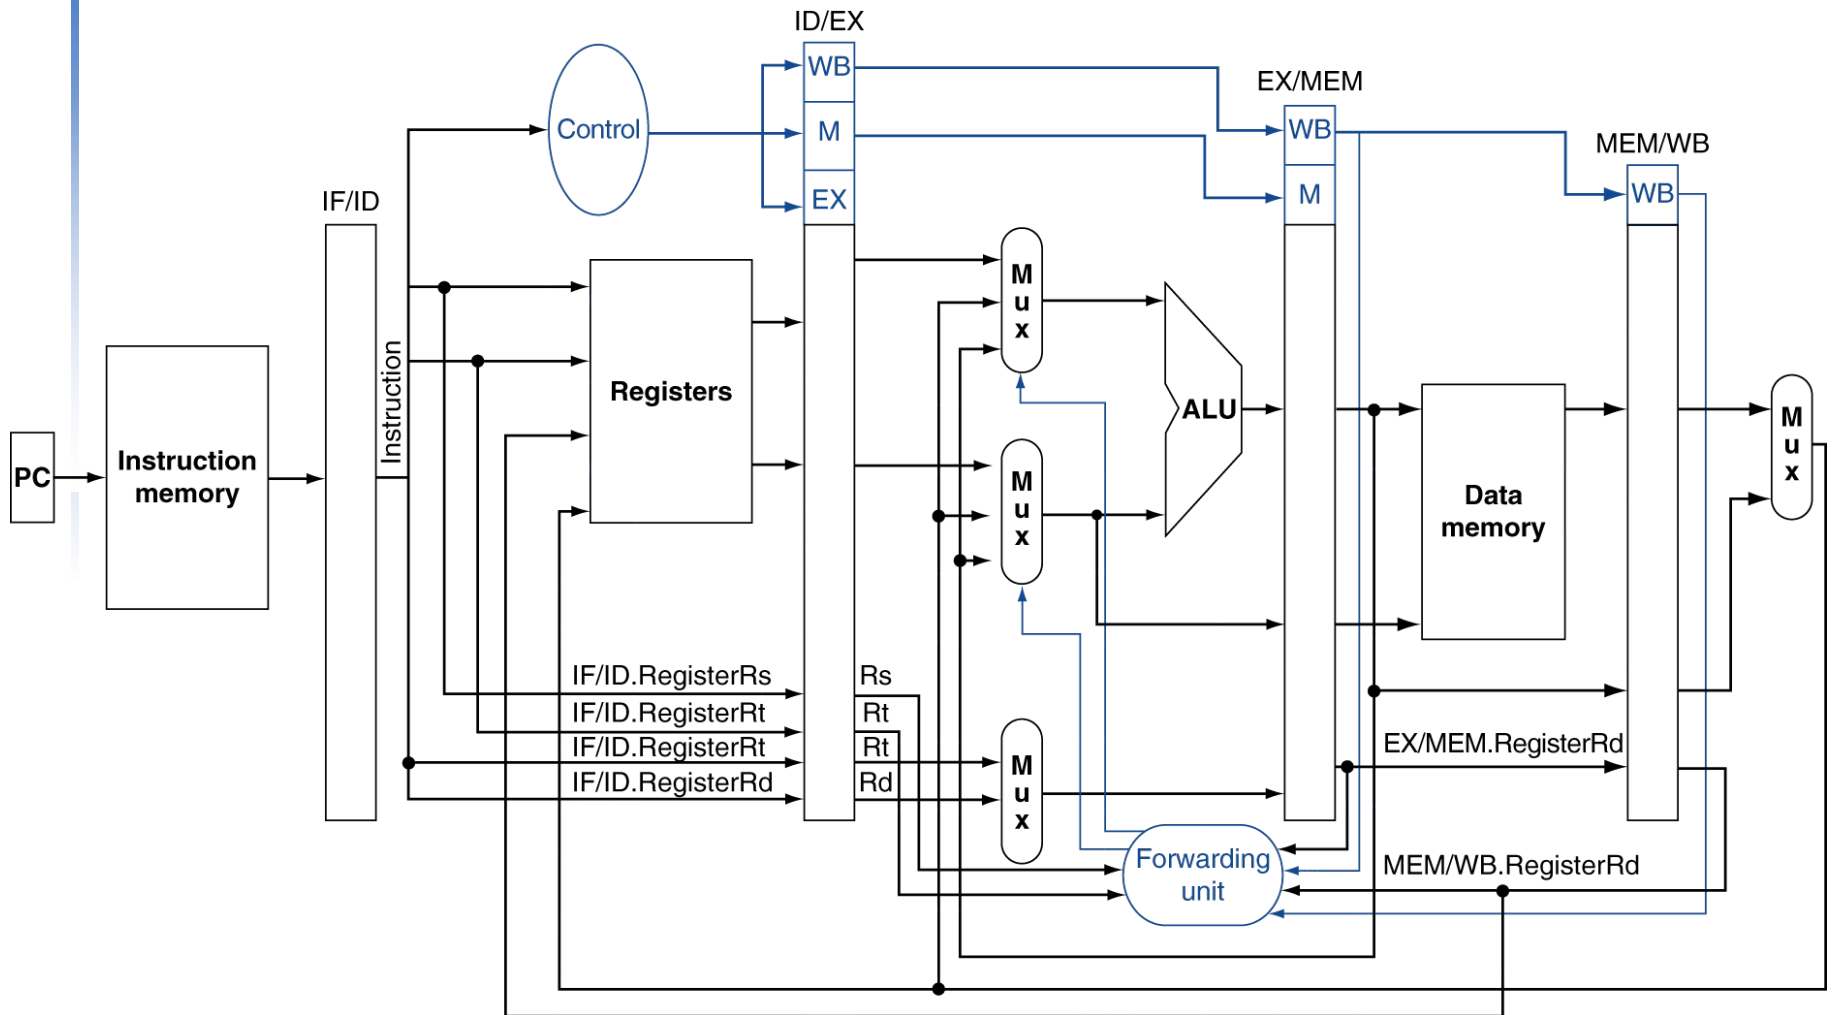 ID/EX
WB
EX/MEM
Control
M
WB
MEM/WB
IF/ID
EX
M
WB
M
u
x
Instruction
Registers
ALU
M
u
x
PC
Instruction
memory
M
u
x
Data
memory
IF/ID.RegisterRs
Rs
IF/ID.RegisterRt
Rt
IF/ID.RegisterRt
Rt
EX/MEM.RegisterRd
IF/ID.RegisterRd
Rd
M
u
x
Forwarding
unit
MEM/WB.RegisterRd